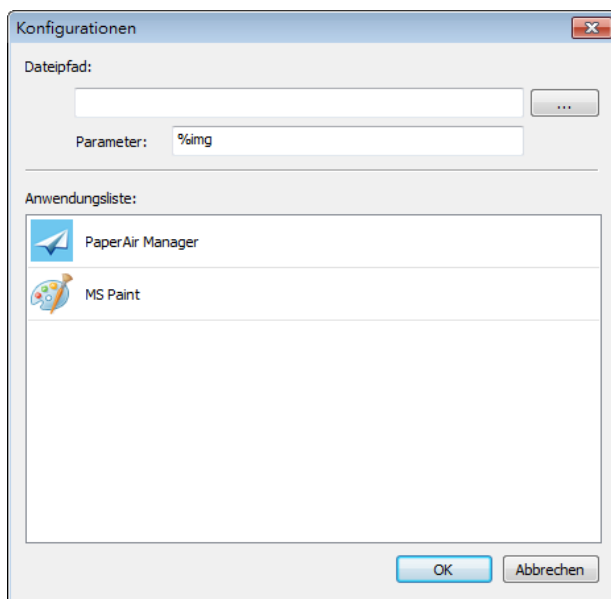 Konfigurationen
Dateipfad:
...
Parameter: %img
Anwendungsliste:
PaperAir Manager
MS Paint
OK Abbrechen